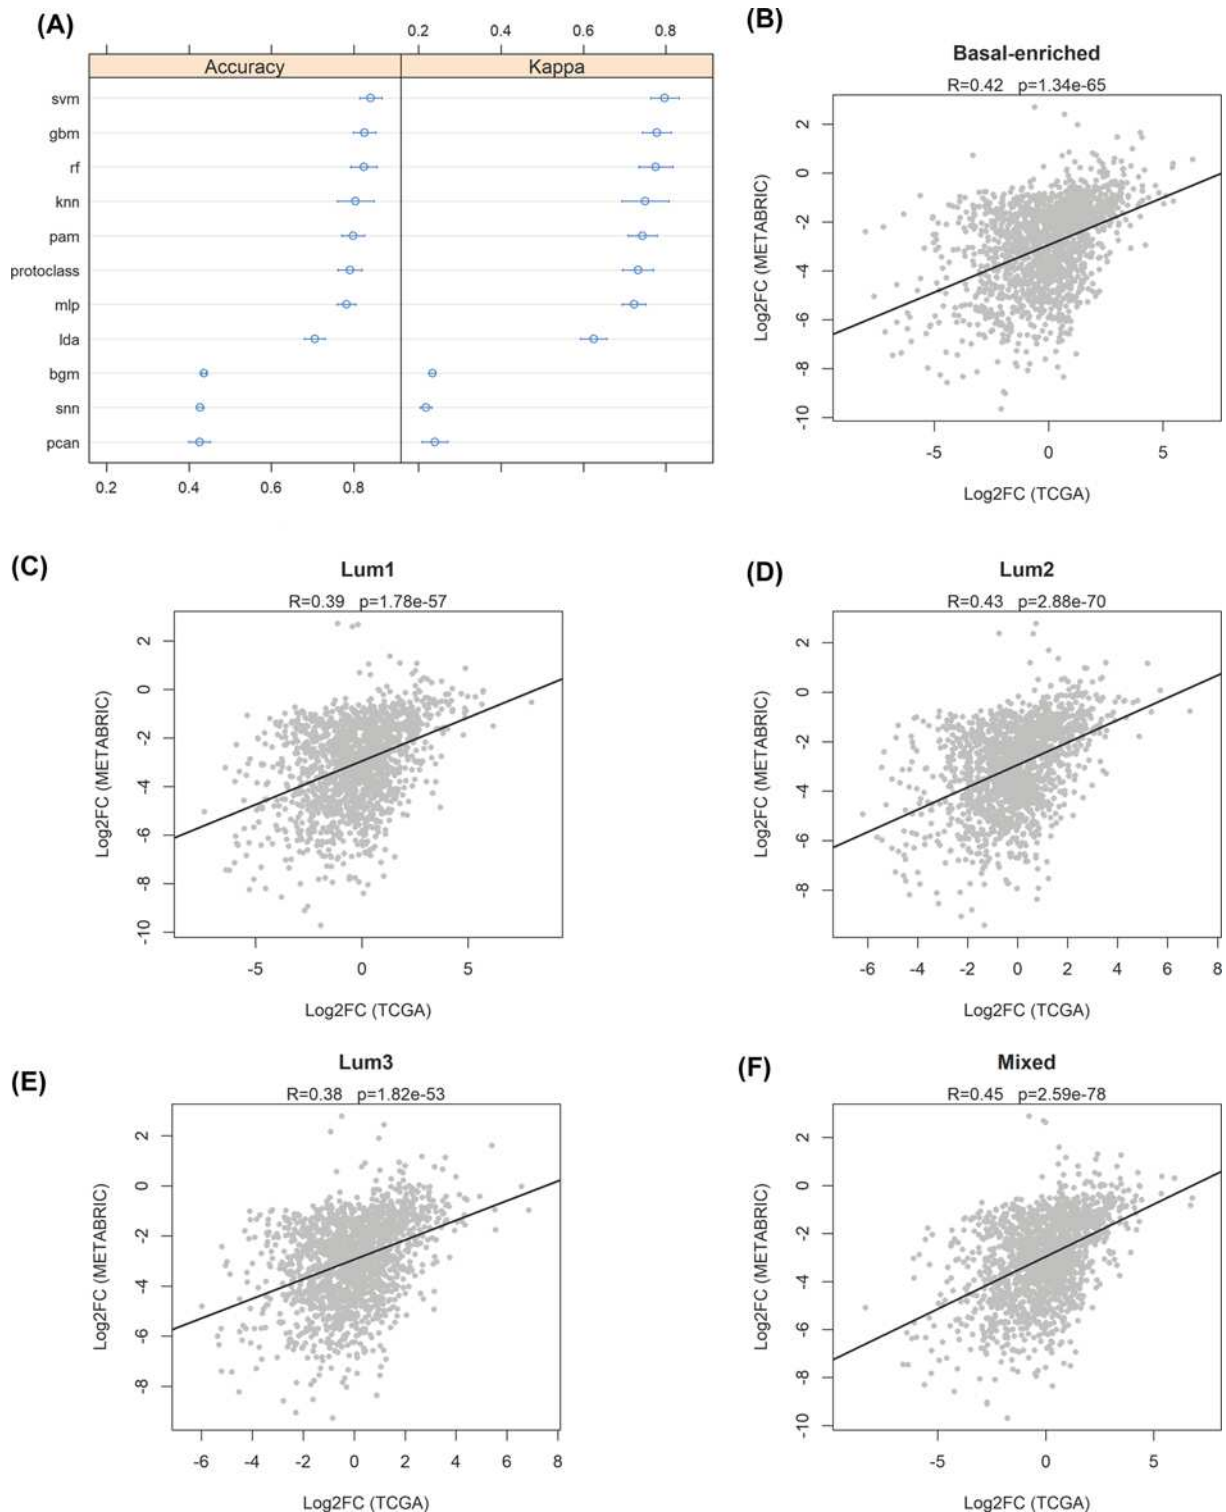 (A)
0.2 0.4 0.6 0.8
Accuracy Kappa
svm
gbm
rf
knn
pam
protoclass
mlp
lda
bgm
snn
pcan
0.2 0.4 0.6 0.8
(B)
Basal-enriched
R=0.42 p=1.34e-65
Log2FC (METABRIC)
2
0
-2
-4
-6
-8
-10
-5 0 5
Log2FC (TCGA)
(C)
Lum1
R=0.39 p=1.78e-57
Log2FC (METABRIC)
2
0
-2
-4
-6
-8
-10
-5 0 5
Log2FC (TCGA)
(D)
Lum2
R=0.43 p=2.88e-70
Log2FC (METABRIC)
2
0
-2
-4
-6
-8
-6 -4 -2 0 2 4 6 8
Log2FC (TCGA)
(E)
Lum3
R=0.38 p=1.82e-53
Log2FC (METABRIC)
2
0
-2
-4
-6
-8
-6 -4 -2 0 2 4 6 8
Log2FC (TCGA)
(F)
Mixed
R=0.45 p=2.59e-78
Log2FC (METABRIC)
2
0
-2
-4
-6
-8
-10
-5 0 5
Log2FC (TCGA)